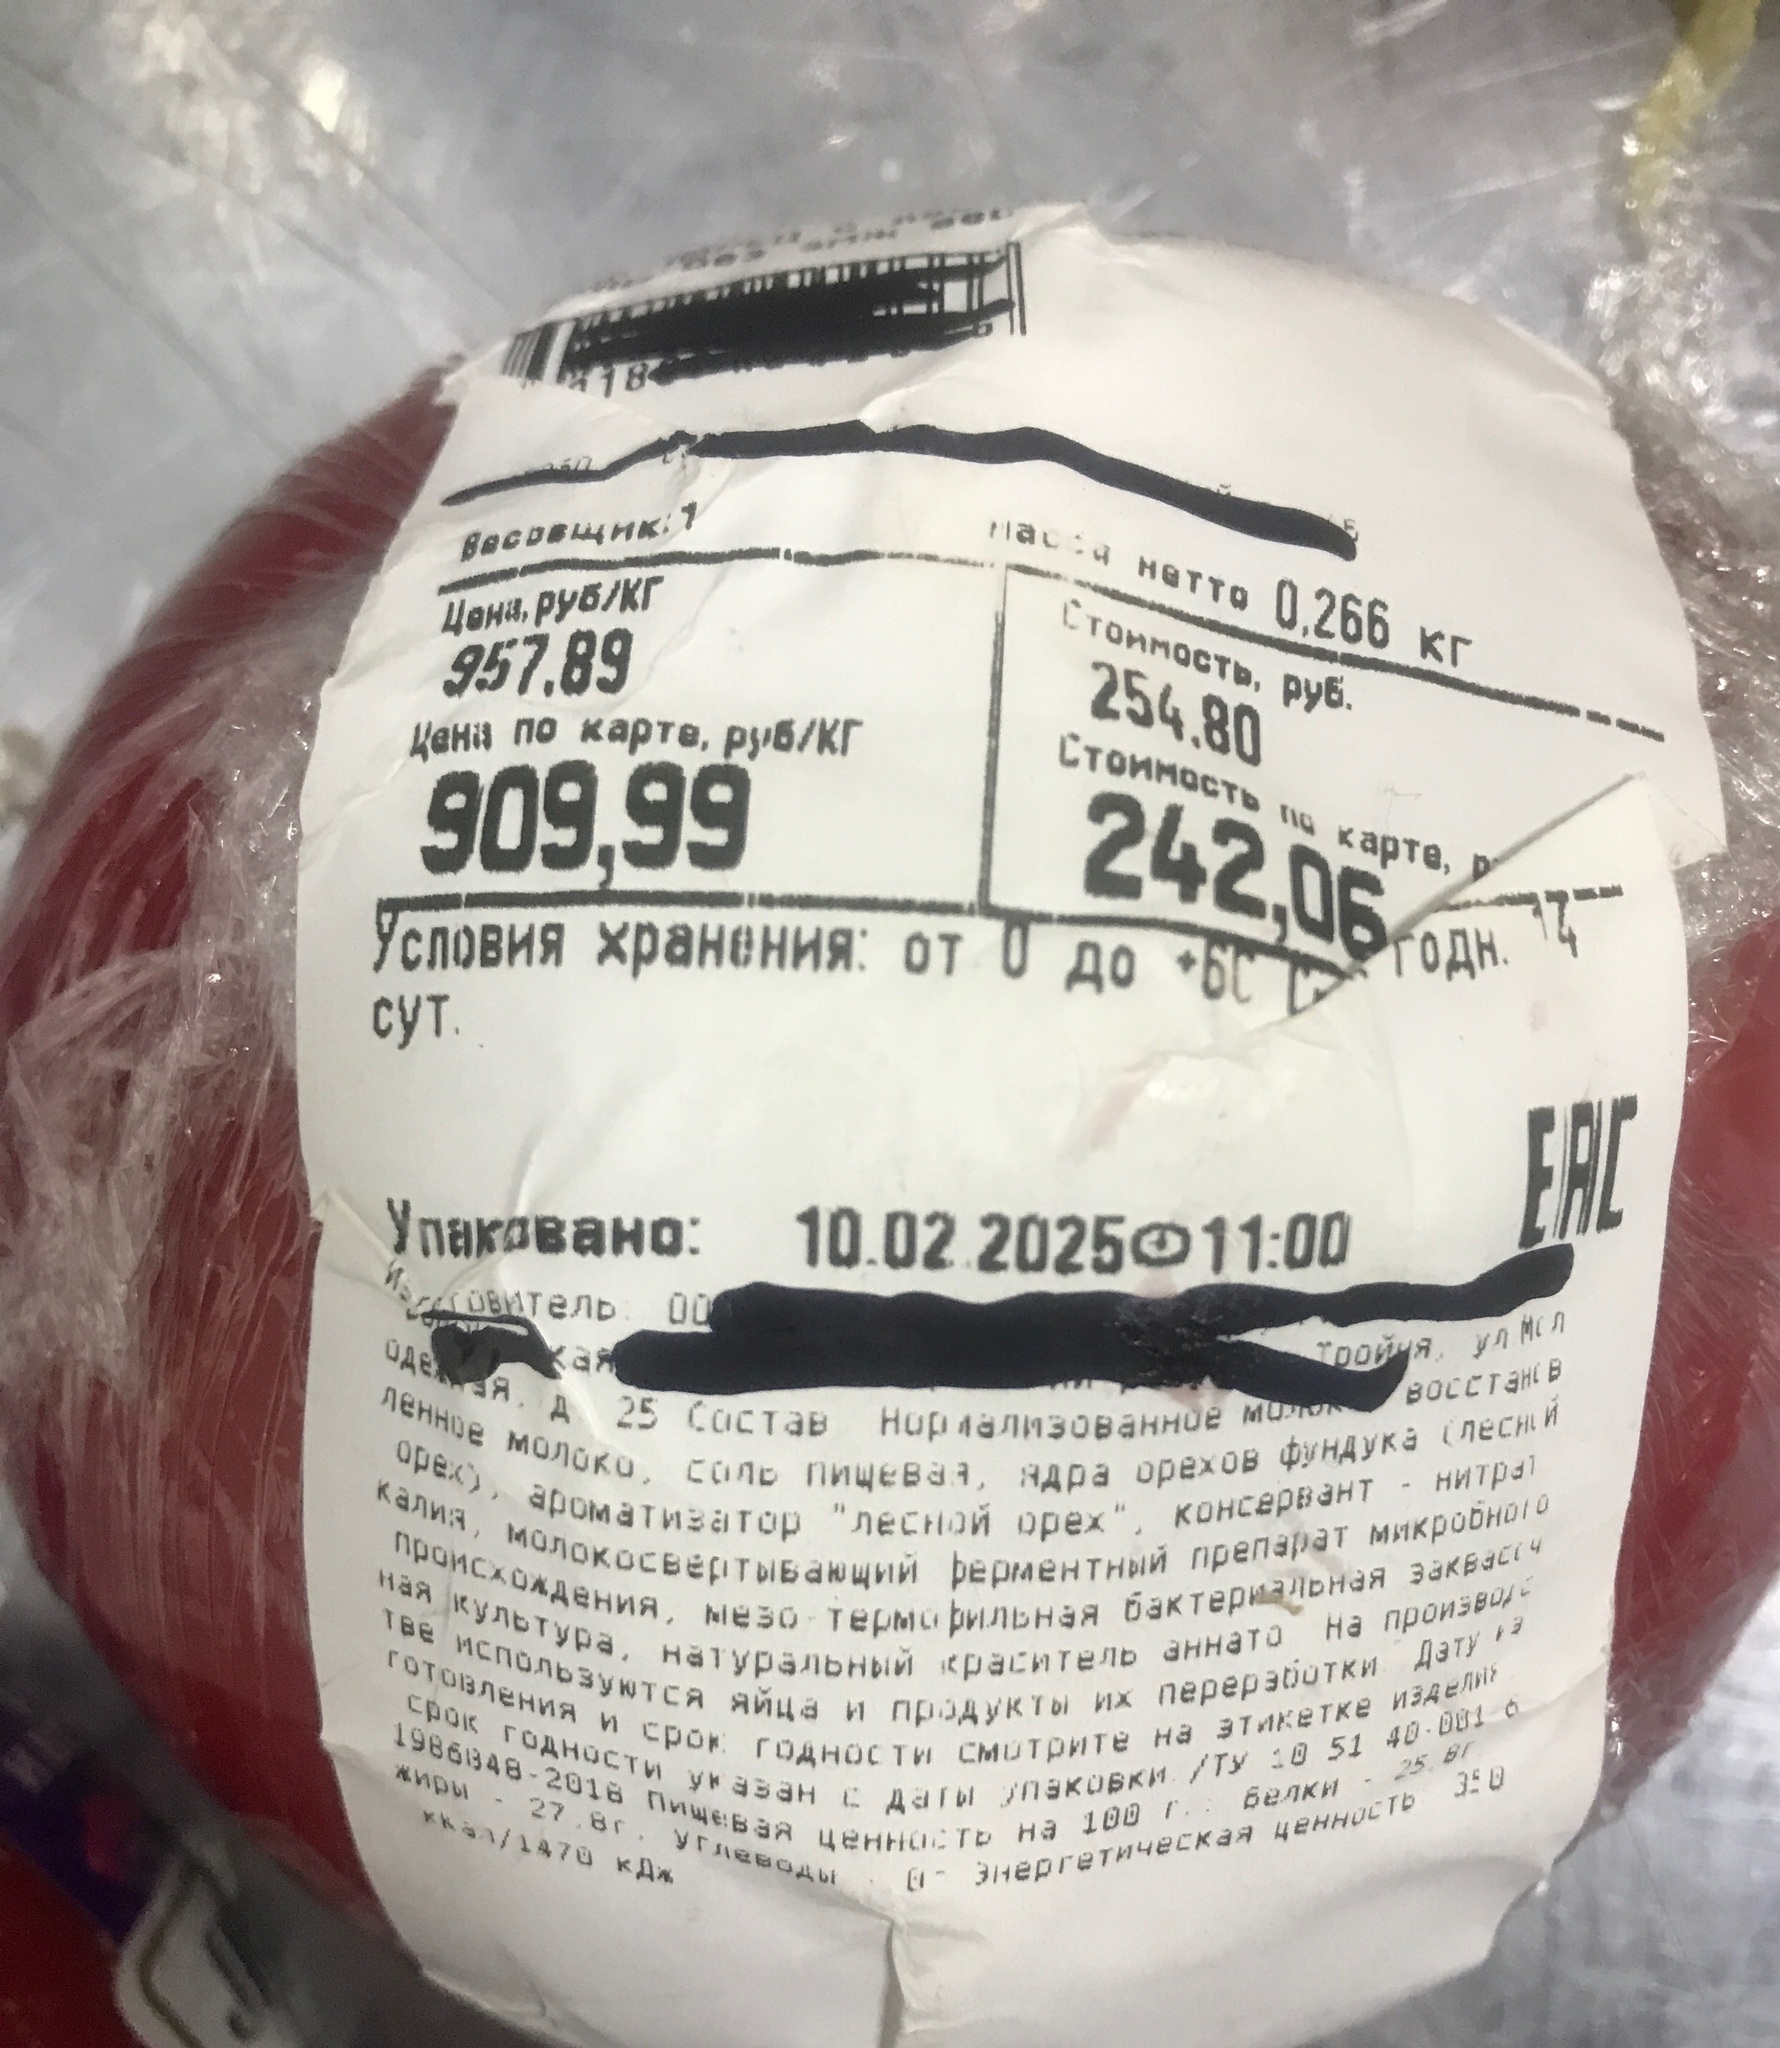 Весовщик:1
Масса нетто 0,266 кг
Цена, руб/КГ
957.89
Стоимость, руб.
254.80
Цена по карте, руб/КГ
909,99
Стоимость по карте,
242,06
Условия хранения: от 0 до +6С годн. 14
сут.
EAC
Упаковано: 10.02.2025 11:00
Изготовитель:
Тройня, ул Мол
одежная, д 25 Состав Нормализованное молоко восстанов
ленное молоко, соль пищевая, ядра орехов фундука (лесной
орех), ароматизатор "лесной орех", консервант - нитрат
калия, молокосвертывающий ферментный препарат микробного
происхождения, мезо-термофильная бактериальная закваcоч
ная культура, натуральный краситель аннато На производс
тве используются яйца и продукты их переработки Дату из
готовления и срок годности смотрите на этикетке изделия
срок годности указан с даты упаковки /ТУ 10 51 40-001
1986848-2018 Пищевая ценность на 100 г.: белки - 25.8г.
жиры - 27.8г. углеводы - 0- энергетическая ценность 350
ккал/1470 кДж